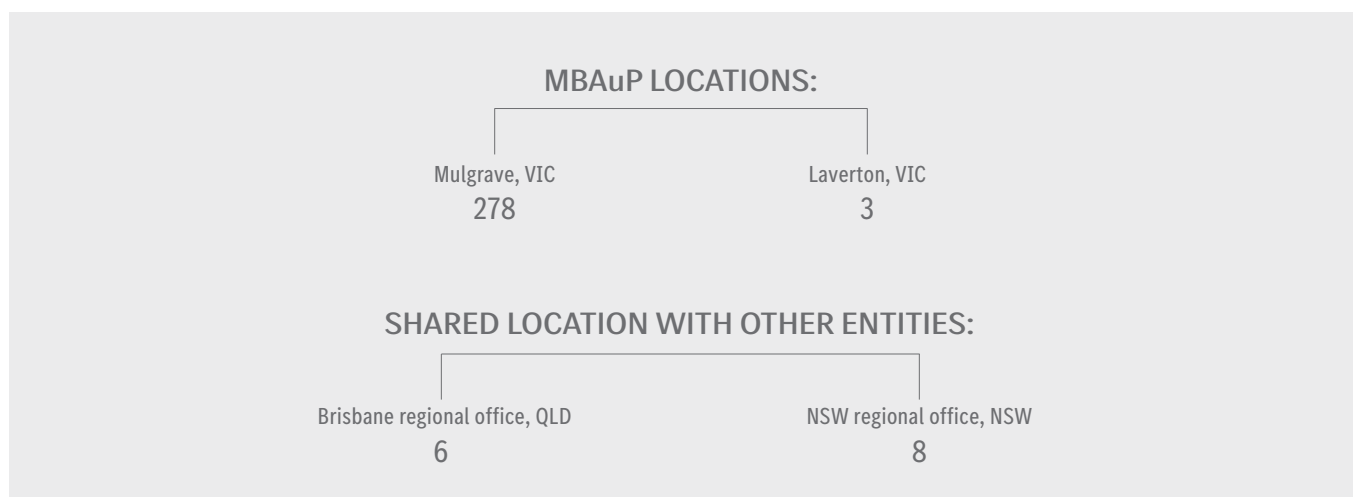 MBAuP LOCATIONS:
Mulgrave, VIC
278
Laverton, VIC
3
SHARED LOCATION WITH OTHER ENTITIES:
Brisbane regional office, QLD
6
NSW regional office, NSW
8